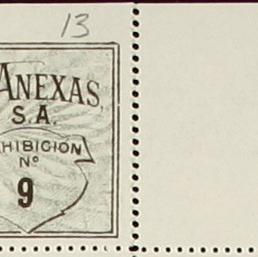 13
ANEXAS,
S.A.
HIBICION
Nº
9